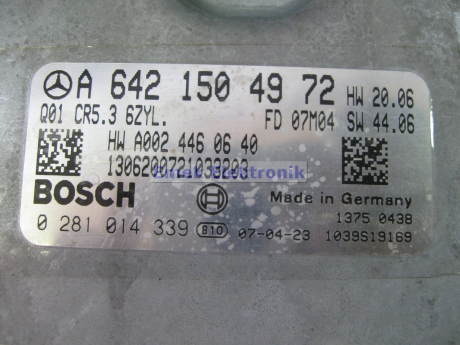 A 642 150 49 72 HW 20.06
Q01 CR5.3 6ZYL. FD 07M04 SW 44.06
HW A002 446 06 40
BOSCH
Made in Germany
1375 0438
0 281 014 339 810 07-04-23 1039S19169